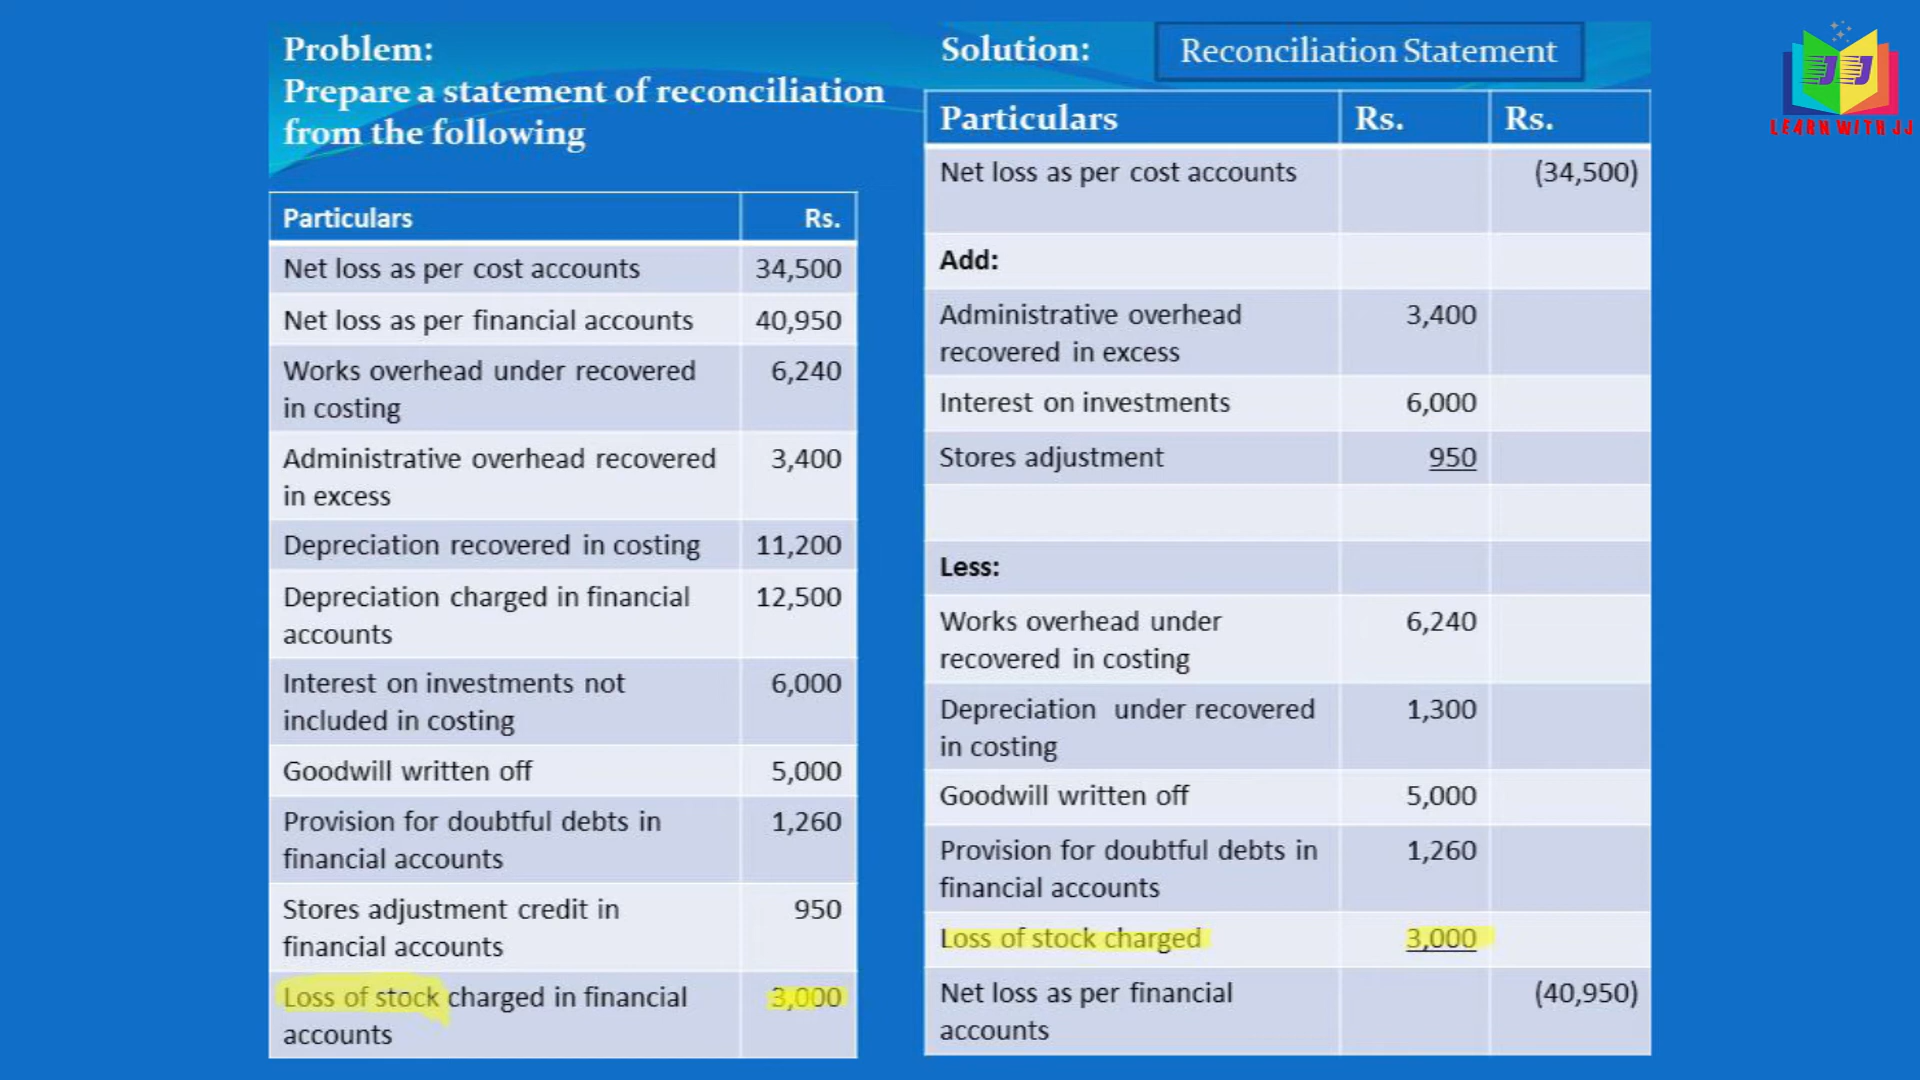 Problem:
Prepare a statement of reconciliation
from the following
Particulars Rs.
Net loss as per cost accounts 34,500
Net loss as per financial accounts 40,950
Works overhead under recovered 6,240
in costing
Administrative overhead recovered 3,400
in excess
Depreciation recovered in costing 11,200
Depreciation charged in financial 12,500
accounts
Interest on investments not 6,000
included in costing
Goodwill written off 5,000
Provision for doubtful debts in 1,260
financial accounts
Stores adjustment credit in 950
financial accounts
Loss of stock charged in financial 3,000
accounts
Solution: Reconciliation Statement
Particulars Rs. Rs.
Net loss as per cost accounts (34,500)
Add:
Administrative overhead 3,400
recovered in excess
Interest on investments 6,000
Stores adjustment 950
Less:
Works overhead under 6,240
recovered in costing
Depreciation under recovered 1,300
in costing
Goodwill written off 5,000
Provision for doubtful debts in 1,260
financial accounts
Loss of stock charged 3,000
Net loss as per financial (40,950)
accounts
JJ
LEARN WITH JJ